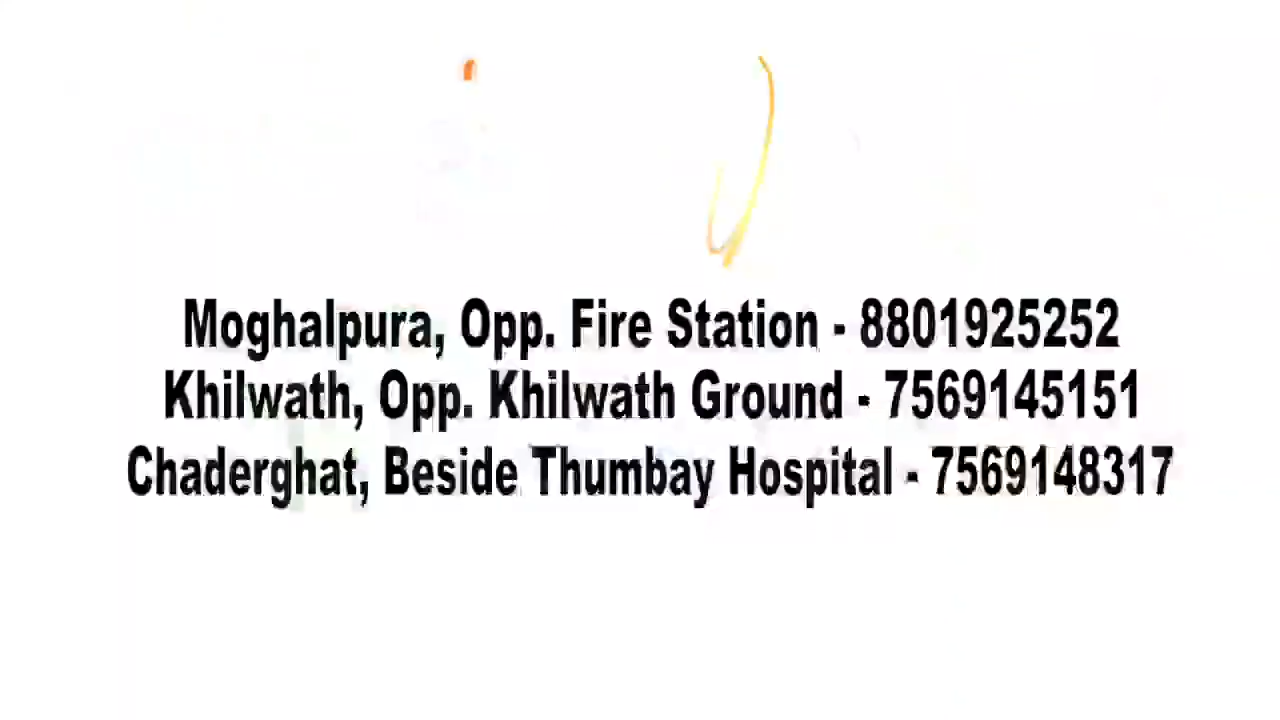 Moghalpura, Opp. Fire Station - 8801925252
Khilwath, Opp. Khilwath Ground - 7569145151
Chaderghat, Beside Thumbay Hospital - 7569148317